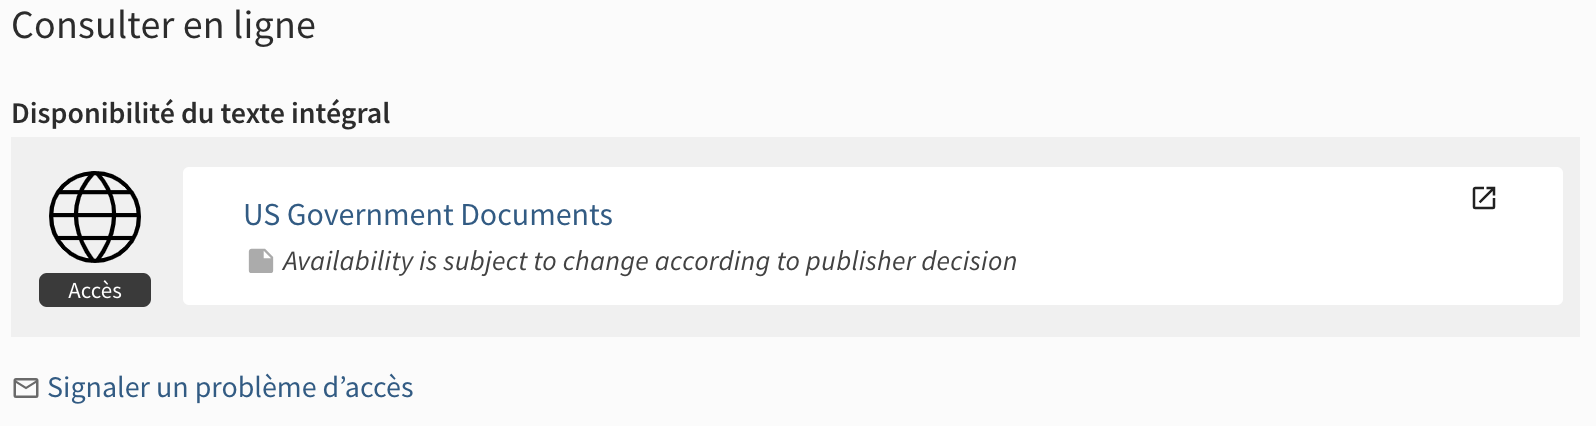 Consulter en ligne
Disponibilité du texte intégral
US Government Documents
Availability is subject to change according to publisher decision
Accès
Signaler un problème d’accès